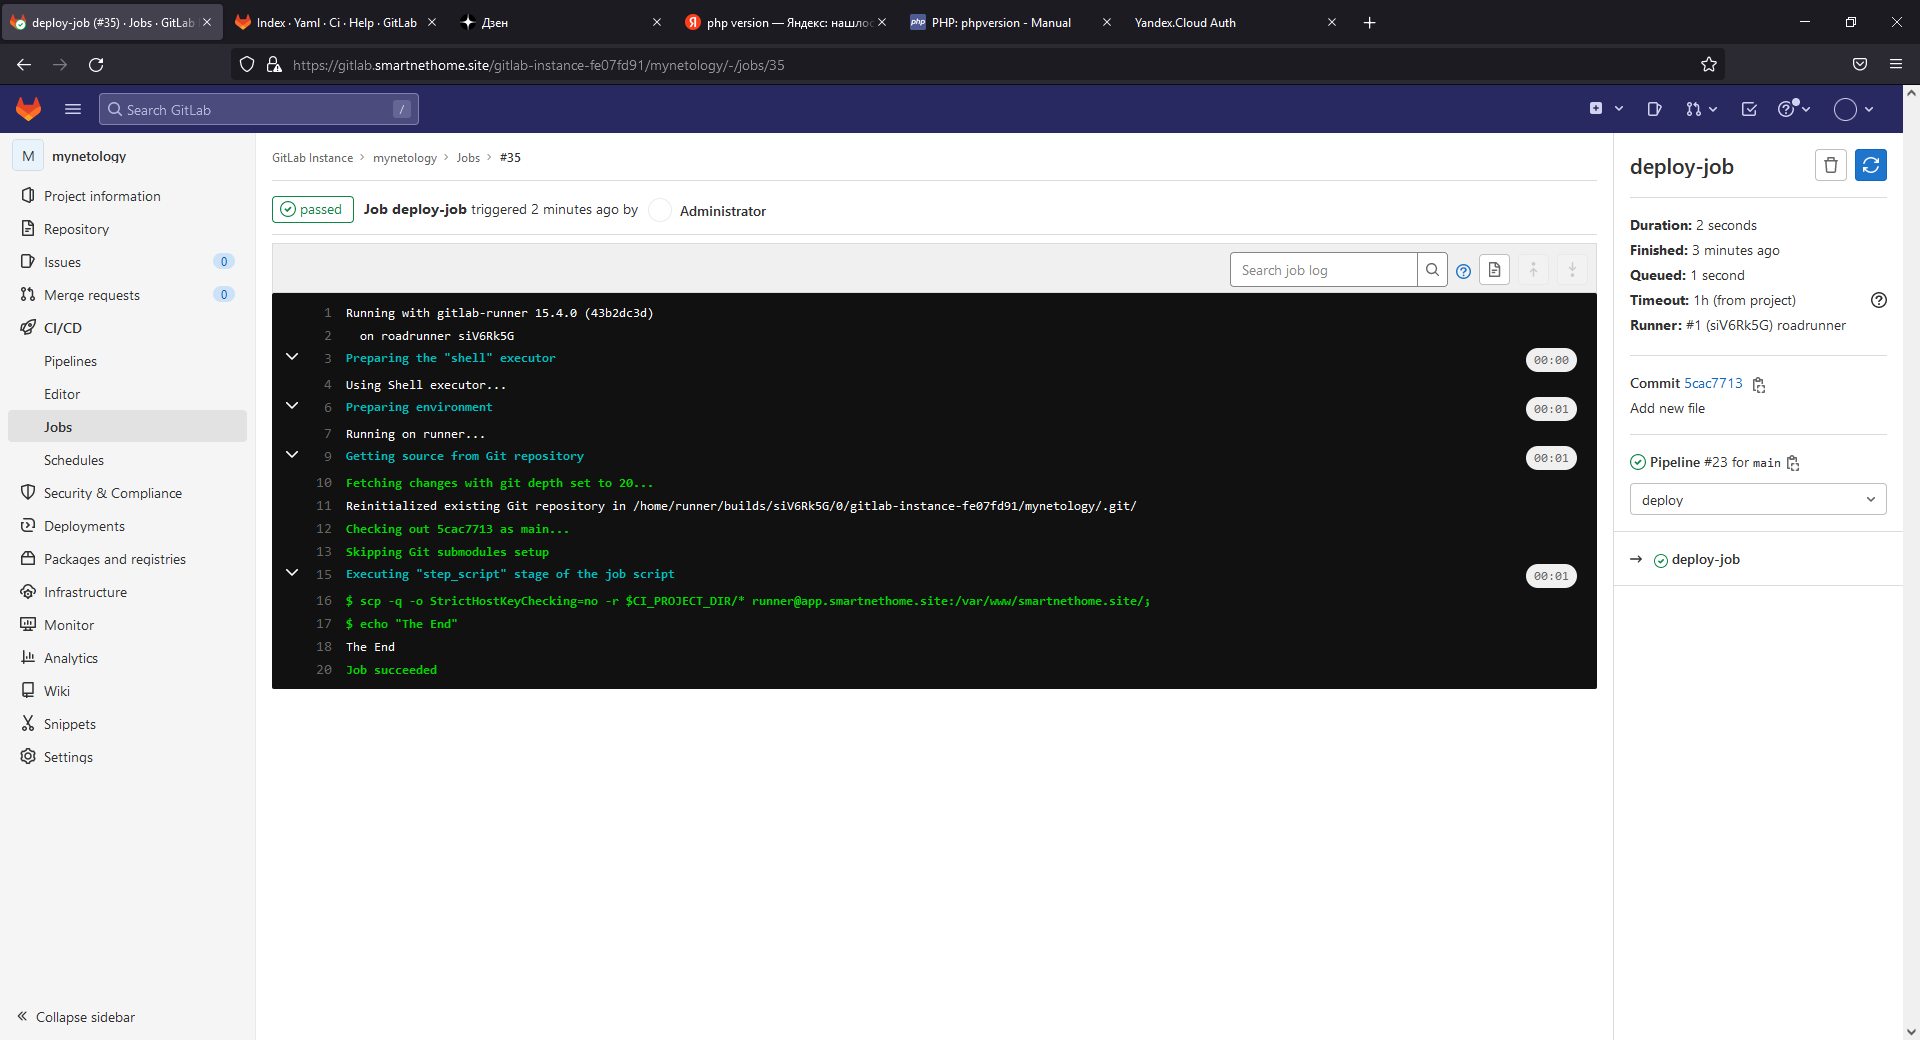 deploy-job (#35) · Jobs · GitLab
Index · Yaml · Ci · Help · GitLab
Дзен
php version — Яндекс: нашлос
PHP: phpversion - Manual
Yandex.Cloud Auth
https://gitlab.smartnethome.site/gitlab-instance-fe07fd91/mynetology/-/jobs/35
Search GitLab
/
M mynetology
Project information
Repository
Issues 0
Merge requests 0
CI/CD
Pipelines
Editor
Jobs
Schedules
Security & Compliance
Deployments
Packages and registries
Infrastructure
Monitor
Analytics
Wiki
Snippets
Settings
Collapse sidebar
GitLab Instance > mynetology > Jobs > #35
passed Job deploy-job triggered 2 minutes ago by Administrator
Search job log
1 Running with gitlab-runner 15.4.0 (43b2dc3d)
2 on roadrunner siV6Rk5G
3 Preparing the "shell" executor 00:00
4 Using Shell executor...
6 Preparing environment 00:01
7 Running on runner...
9 Getting source from Git repository 00:01
10 Fetching changes with git depth set to 20...
11 Reinitialized existing Git repository in /home/runner/builds/siV6Rk5G/0/gitlab-instance-fe07fd91/mynetology/.git/
12 Checking out 5cac7713 as main...
13 Skipping Git submodules setup
15 Executing "step_script" stage of the job script 00:01
16 $ scp -q -o StrictHostKeyChecking=no -r $CI_PROJECT_DIR/* runner@app.smartnethome.site:/var/www/smartnethome.site/;
17 $ echo "The End"
18 The End
20 Job succeeded
deploy-job
Duration: 2 seconds
Finished: 3 minutes ago
Queued: 1 second
Timeout: 1h (from project)
Runner: #1 (siV6Rk5G) roadrunner
Commit 5cac7713
Add new file
Pipeline #23 for main
deploy
→ deploy-job